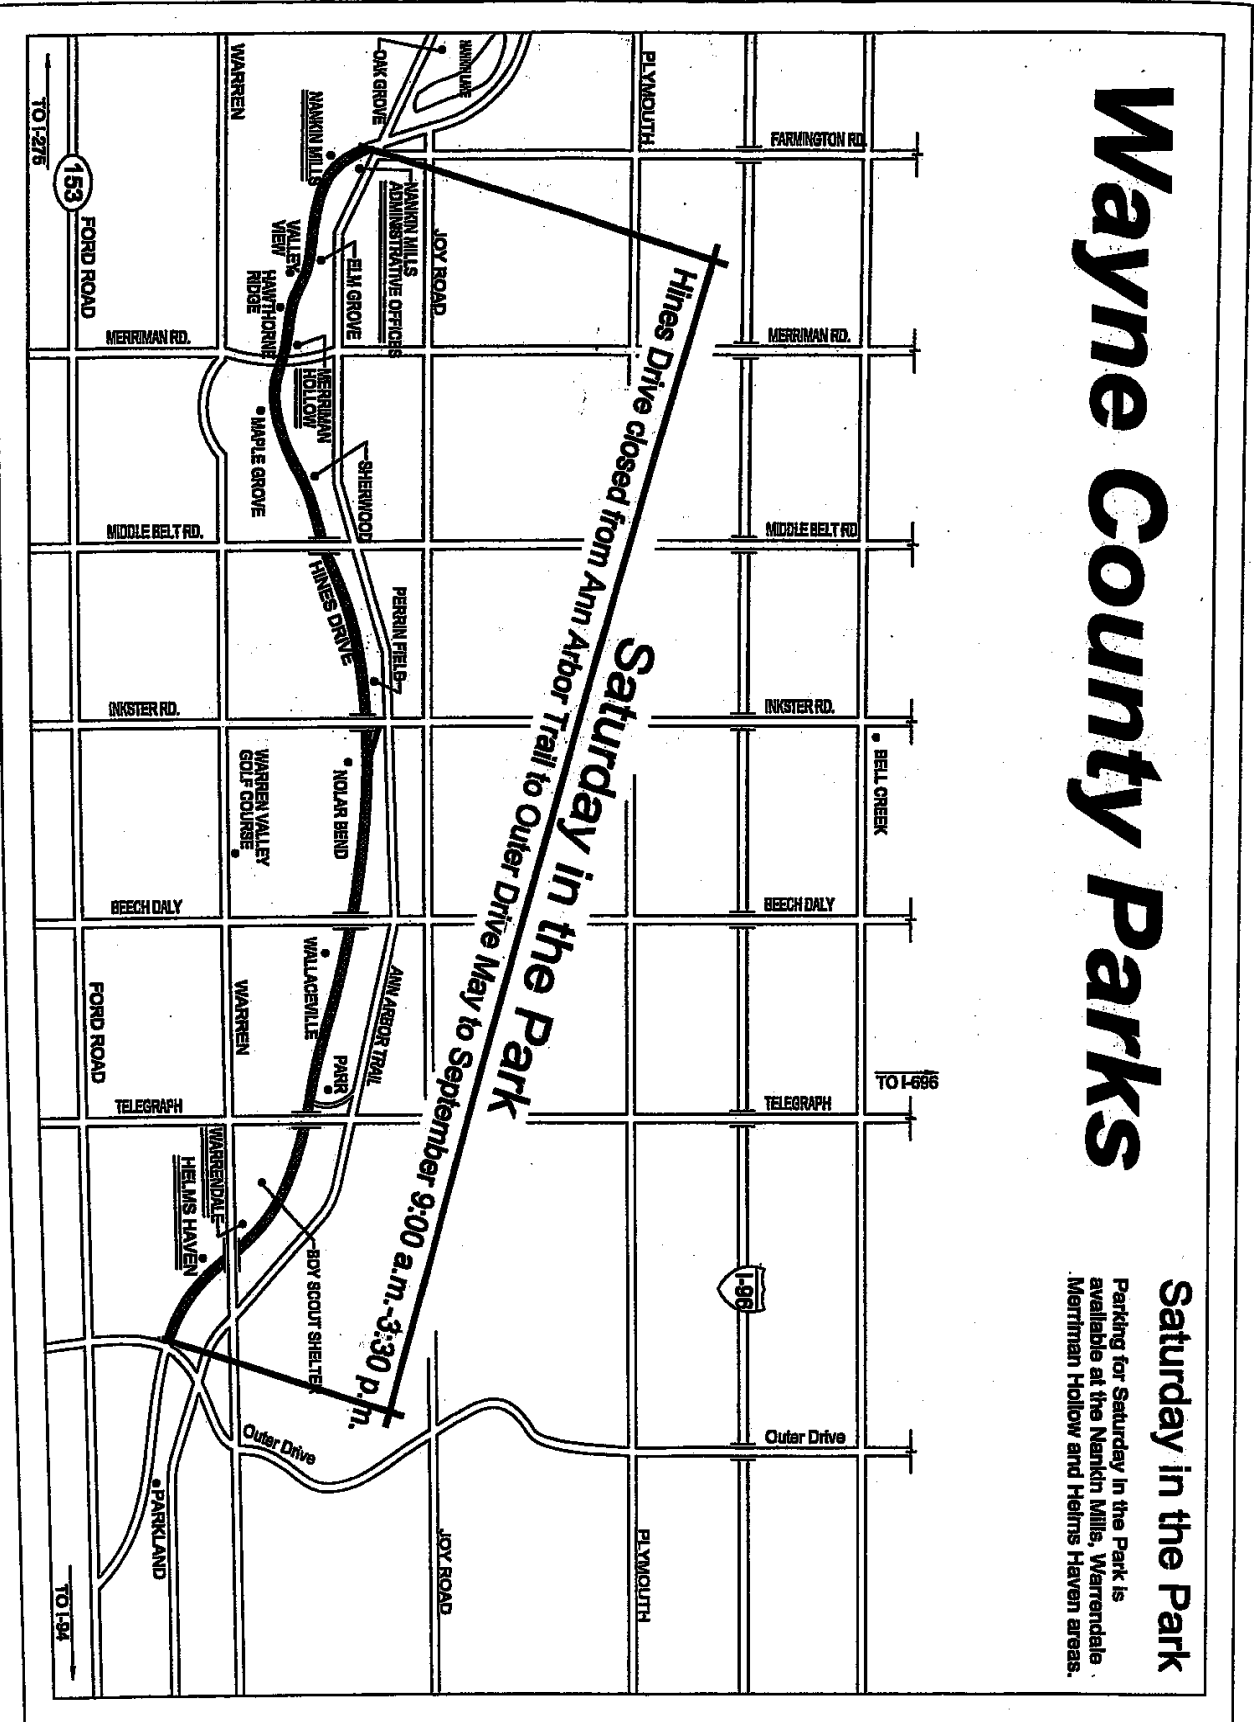 Wayne County Parks
Saturday in the Park
Parking for Saturday in the Park is
available at the Nankin Mills, Warrendale
Merriman Hollow and Helms Haven areas.
TO I-696
FARMINGTON RD.
MERRIMAN RD.
MIDDLE BELT RD
INKSTER RD.
BEECH DALY
TELEGRAPH
Outer Drive
BELL CREEK
I-96
PLYMOUTH
PLYMOUTH
Saturday in the Park
Hines Drive closed from Ann Arbor Trail to Outer Drive May to September 9:00 a.m.-3:30 p.m.
NANKIN LAKE
OAK GROVE
JOY ROAD
JOY ROAD
NANKIN MILLS
ADMINISTRATIVE OFFICES
NANKIN MILLS
ELM GROVE
VALLEY
VIEW
HAWTHORNE
RIDGE
MERRIMAN
HOLLOW
SHERWOOD
MAPLE GROVE
HINES DRIVE
PERRIN FIELD
NOLAR BEND
WARREN VALLEY
GOLF COURSE
ANN ARBOR TRAIL
WALLACEVILLE
PARR
BOY SCOUT SHELTER
WARRENDALE
HELMS HAVEN
Outer Drive
PARKLAND
WARREN
WARREN
MERRIMAN RD.
MIDDLE BELT RD.
INKSTER RD.
BEECH DALY
TELEGRAPH
153
FORD ROAD
FORD ROAD
TO I-275
TO I-94